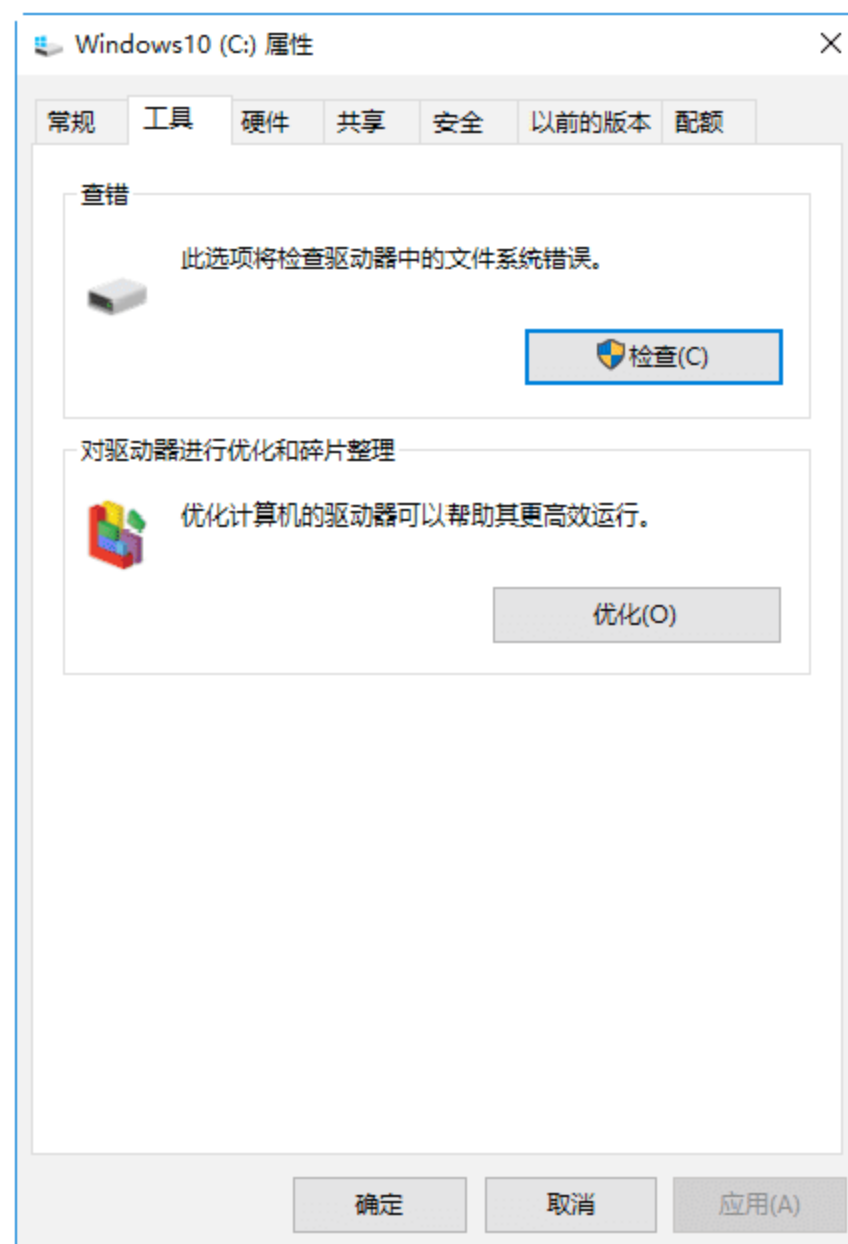 Windows10 (C:) 属性
常规 工具 硬件 共享 安全 以前的版本 配额
查错
此选项将检查驱动器中的文件系统错误。
检查(C)
对驱动器进行优化和碎片整理
优化计算机的驱动器可以帮助其更高效运行。
优化(O)
确定 取消 应用(A)